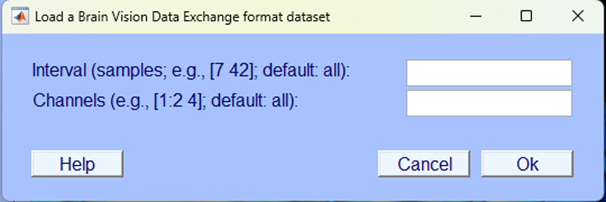 Load a Brain Vision Data Exchange format dataset
Interval (samples; e.g., [7 42]; default: all):
Channels (e.g., [1:2 4]; default: all):
Help Cancel Ok